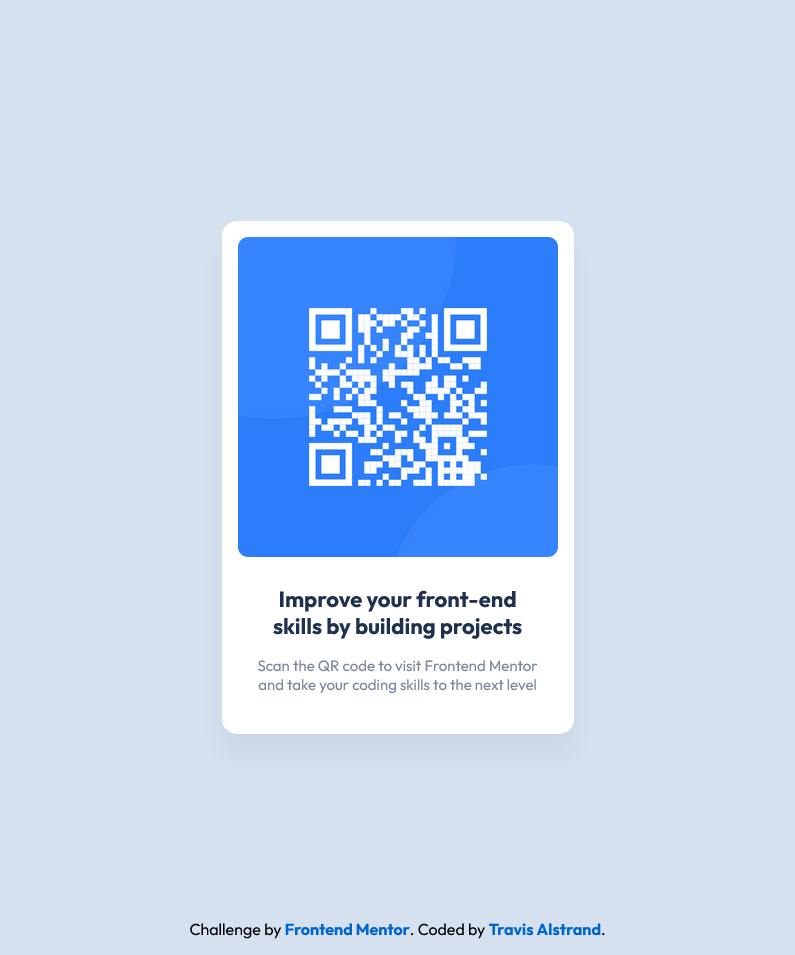 Improve your front-end
skills by building projects
Scan the QR code to visit Frontend Mentor
and take your coding skills to the next level
Challenge by Frontend Mentor. Coded by Travis Alstrand.